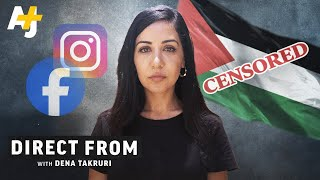 AJ+
CENSORED
DIRECT FROM
WITH DENA TAKRURI